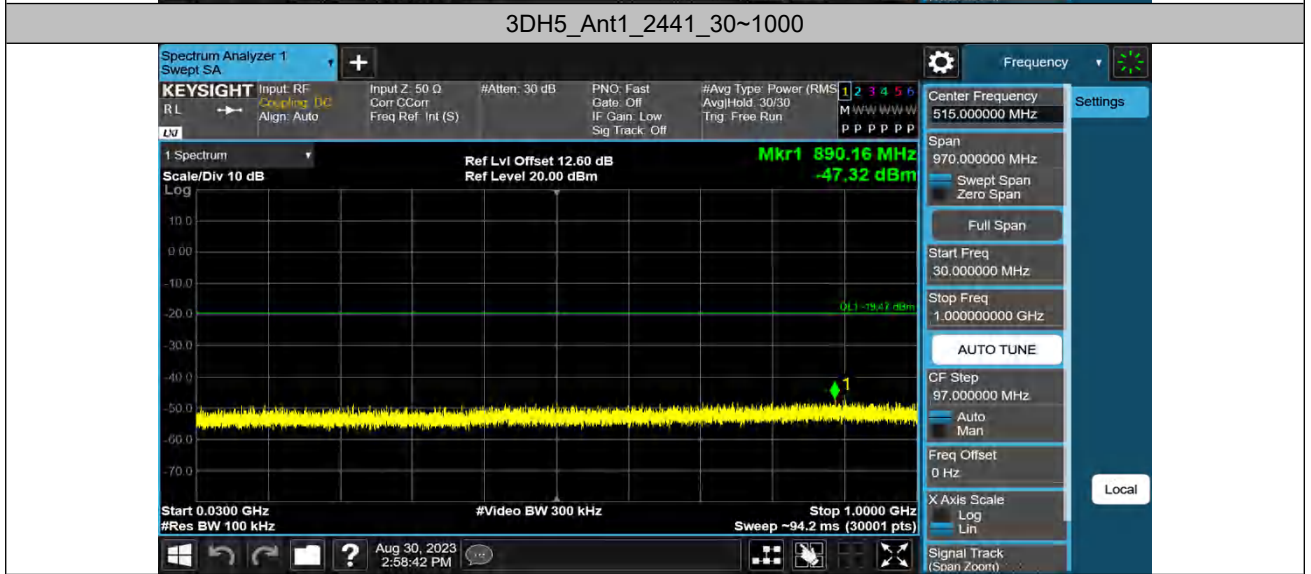 3DH5_Ant1_2441_30~1000
Spectrum Analyzer 1
Swept SA
KEYSIGHT
RL
LXI
Input: RF
Coupling: DC
Align: Auto
Input Z: 50 Ω
Corr CCorr
Freq Ref: Int (S)
#Atten: 30 dB
PNO: Fast
Gate: Off
IF Gain: Low
Sig Track: Off
#Avg Type: Power (RMS
Avg|Hold: 30/30
Trig: Free Run
1 2 3 4 5 6
M W W W W W
P P P P P P
1 Spectrum
Scale/Div 10 dB
Log
Ref Lvl Offset 12.60 dB
Ref Level 20.00 dBm
Mkr1 890.16 MHz
-47.32 dBm
10.0
0.00
-10.0
-20.0
-30.0
-40.0
-50.0
-60.0
-70.0
DL1 -19.47 dBm
1
Start 0.0300 GHz
#Res BW 100 kHz
#Video BW 300 kHz
Stop 1.0000 GHz
Sweep ~94.2 ms (30001 pts)
?
Aug 30, 2023
2:58:42 PM
Frequency
Settings
Center Frequency
515.000000 MHz
Span
970.000000 MHz
Swept Span
Zero Span
Full Span
Start Freq
30.000000 MHz
Stop Freq
1.000000000 GHz
AUTO TUNE
CF Step
97.000000 MHz
Auto
Man
Freq Offset
0 Hz
X Axis Scale
Log
Lin
Signal Track
(Span Zoom)
Local